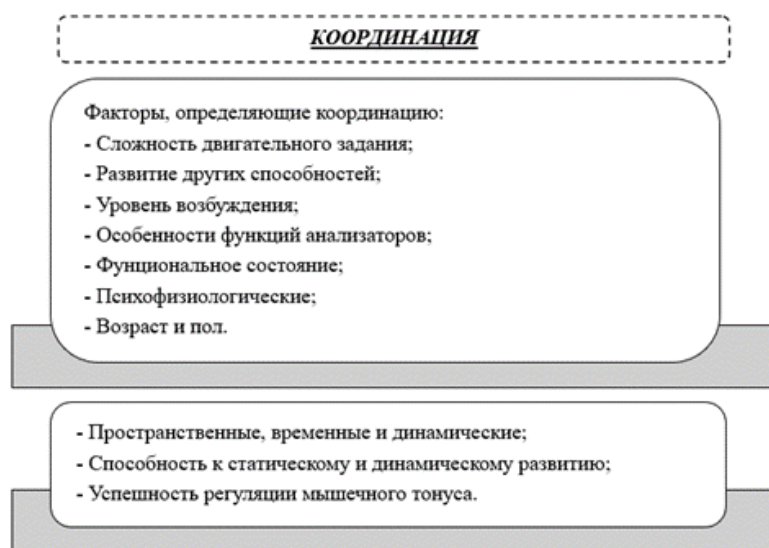 КООРДИНАЦИЯ
Факторы, определяющие координацию:
- Сложность двигательного задания;
- Развитие других способностей;
- Уровень возбуждения;
- Особенности функций анализаторов;
- Фунциональное состояние;
- Психофизиологические;
- Возраст и пол.
- Пространственные, временные и динамические;
- Способность к статическому и динамическому развитию;
- Успешность регуляции мышечного тонуса.